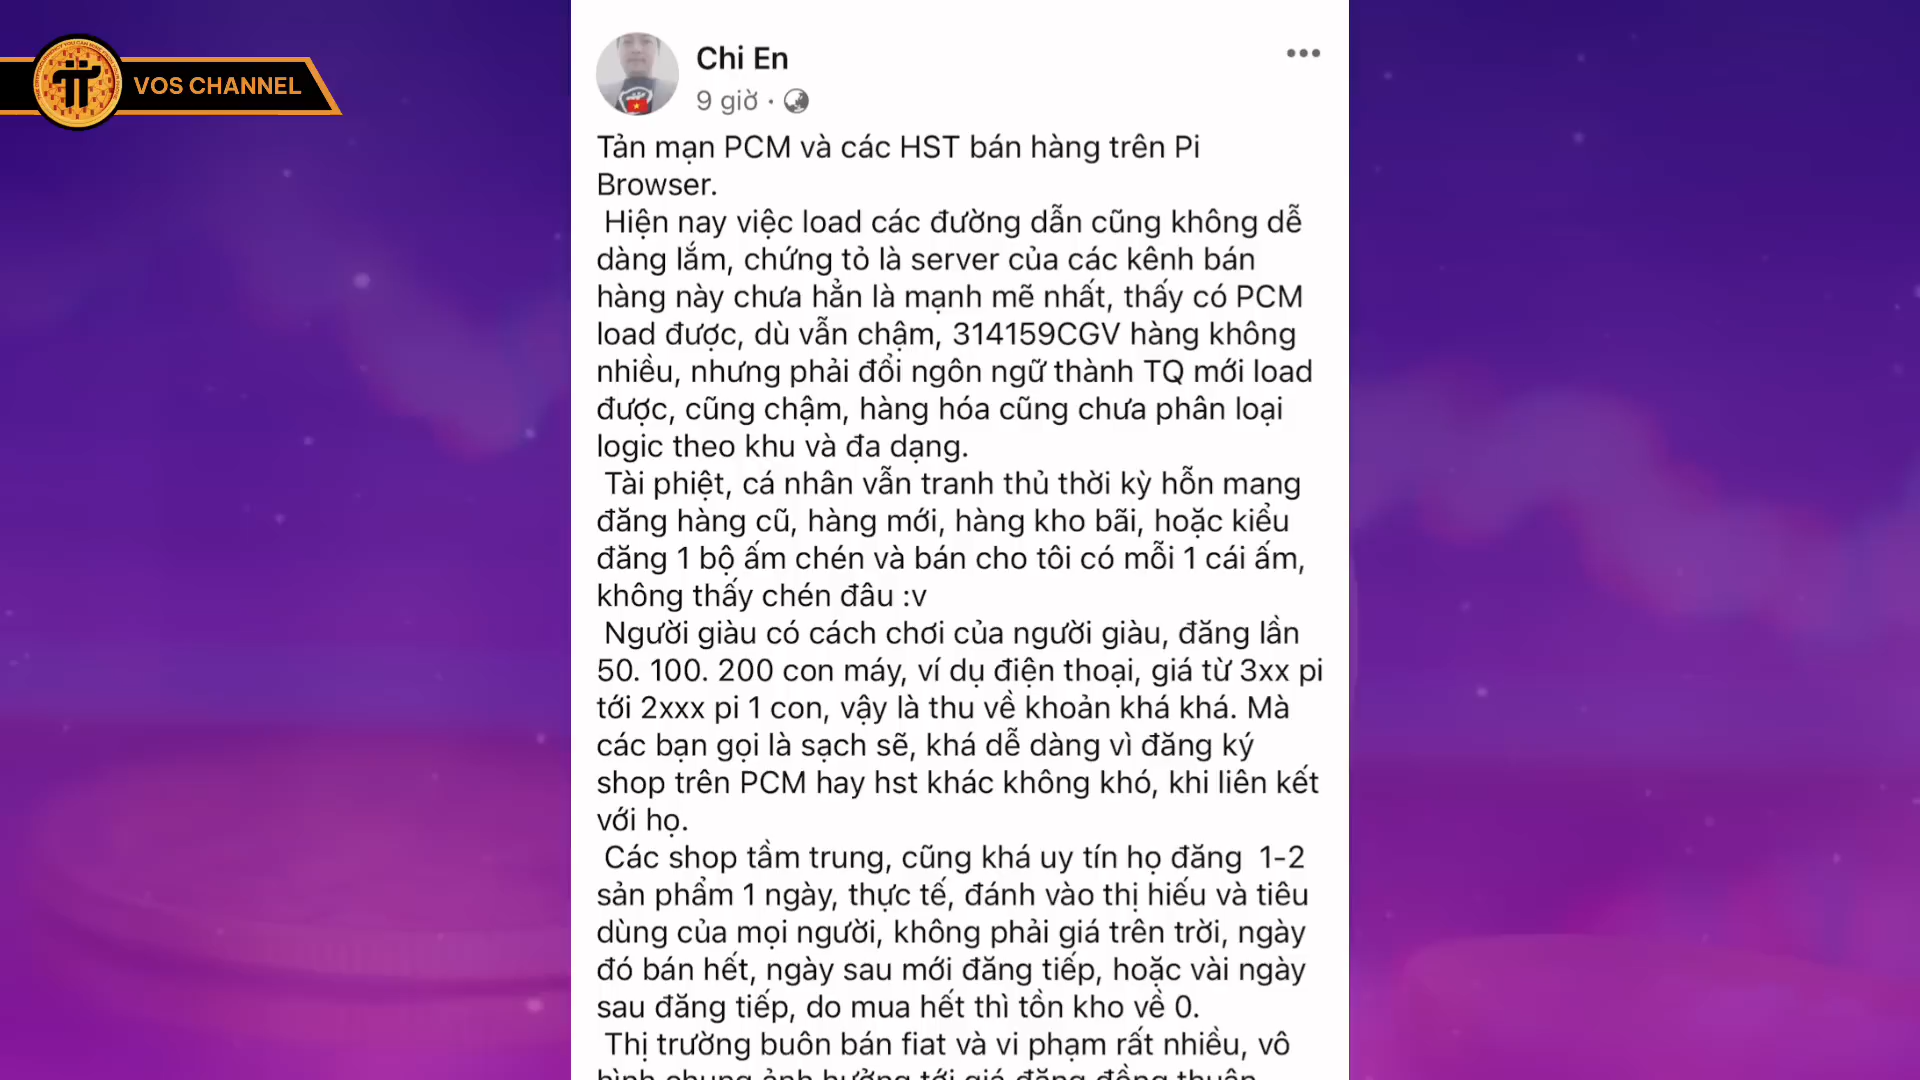 VOS CHANNEL
Chi En
9 giờ ·
Tản mạn PCM và các HST bán hàng trên Pi
Browser.
Hiện nay việc load các đường dẫn cũng không dễ
dàng lắm, chứng tỏ là server của các kênh bán
hàng này chưa hẳn là mạnh mẽ nhất, thấy có PCM
load được, dù vẫn chậm, 314159CGV hàng không
nhiều, nhưng phải đổi ngôn ngữ thành TQ mới load
được, cũng chậm, hàng hóa cũng chưa phân loại
logic theo khu và đa dạng.
Tài phiệt, cá nhân vẫn tranh thủ thời kỳ hỗn mang
đăng hàng cũ, hàng mới, hàng kho bãi, hoặc kiểu
đăng 1 bộ ấm chén và bán cho tôi có mỗi 1 cái ấm,
không thấy chén đâu :v
Người giàu có cách chơi của người giàu, đăng lần
50. 100. 200 con máy, ví dụ điện thoại, giá từ 3xx pi
tới 2xxx pi 1 con, vậy là thu về khoản khá khá. Mà
các bạn gọi là sạch sẽ, khá dễ dàng vì đăng ký
shop trên PCM hay hst khác không khó, khi liên kết
với họ.
Các shop tầm trung, cũng khá uy tín họ đăng 1-2
sản phẩm 1 ngày, thực tế, đánh vào thị hiếu và tiêu
dùng của mọi người, không phải giá trên trời, ngày
đó bán hết, ngày sau mới đăng tiếp, hoặc vài ngày
sau đăng tiếp, do mua hết thì tồn kho về 0.
Thị trường buôn bán fiat và vi phạm rất nhiều, vô
hình chung ảnh hưởng tới giá đăng đồng thuận